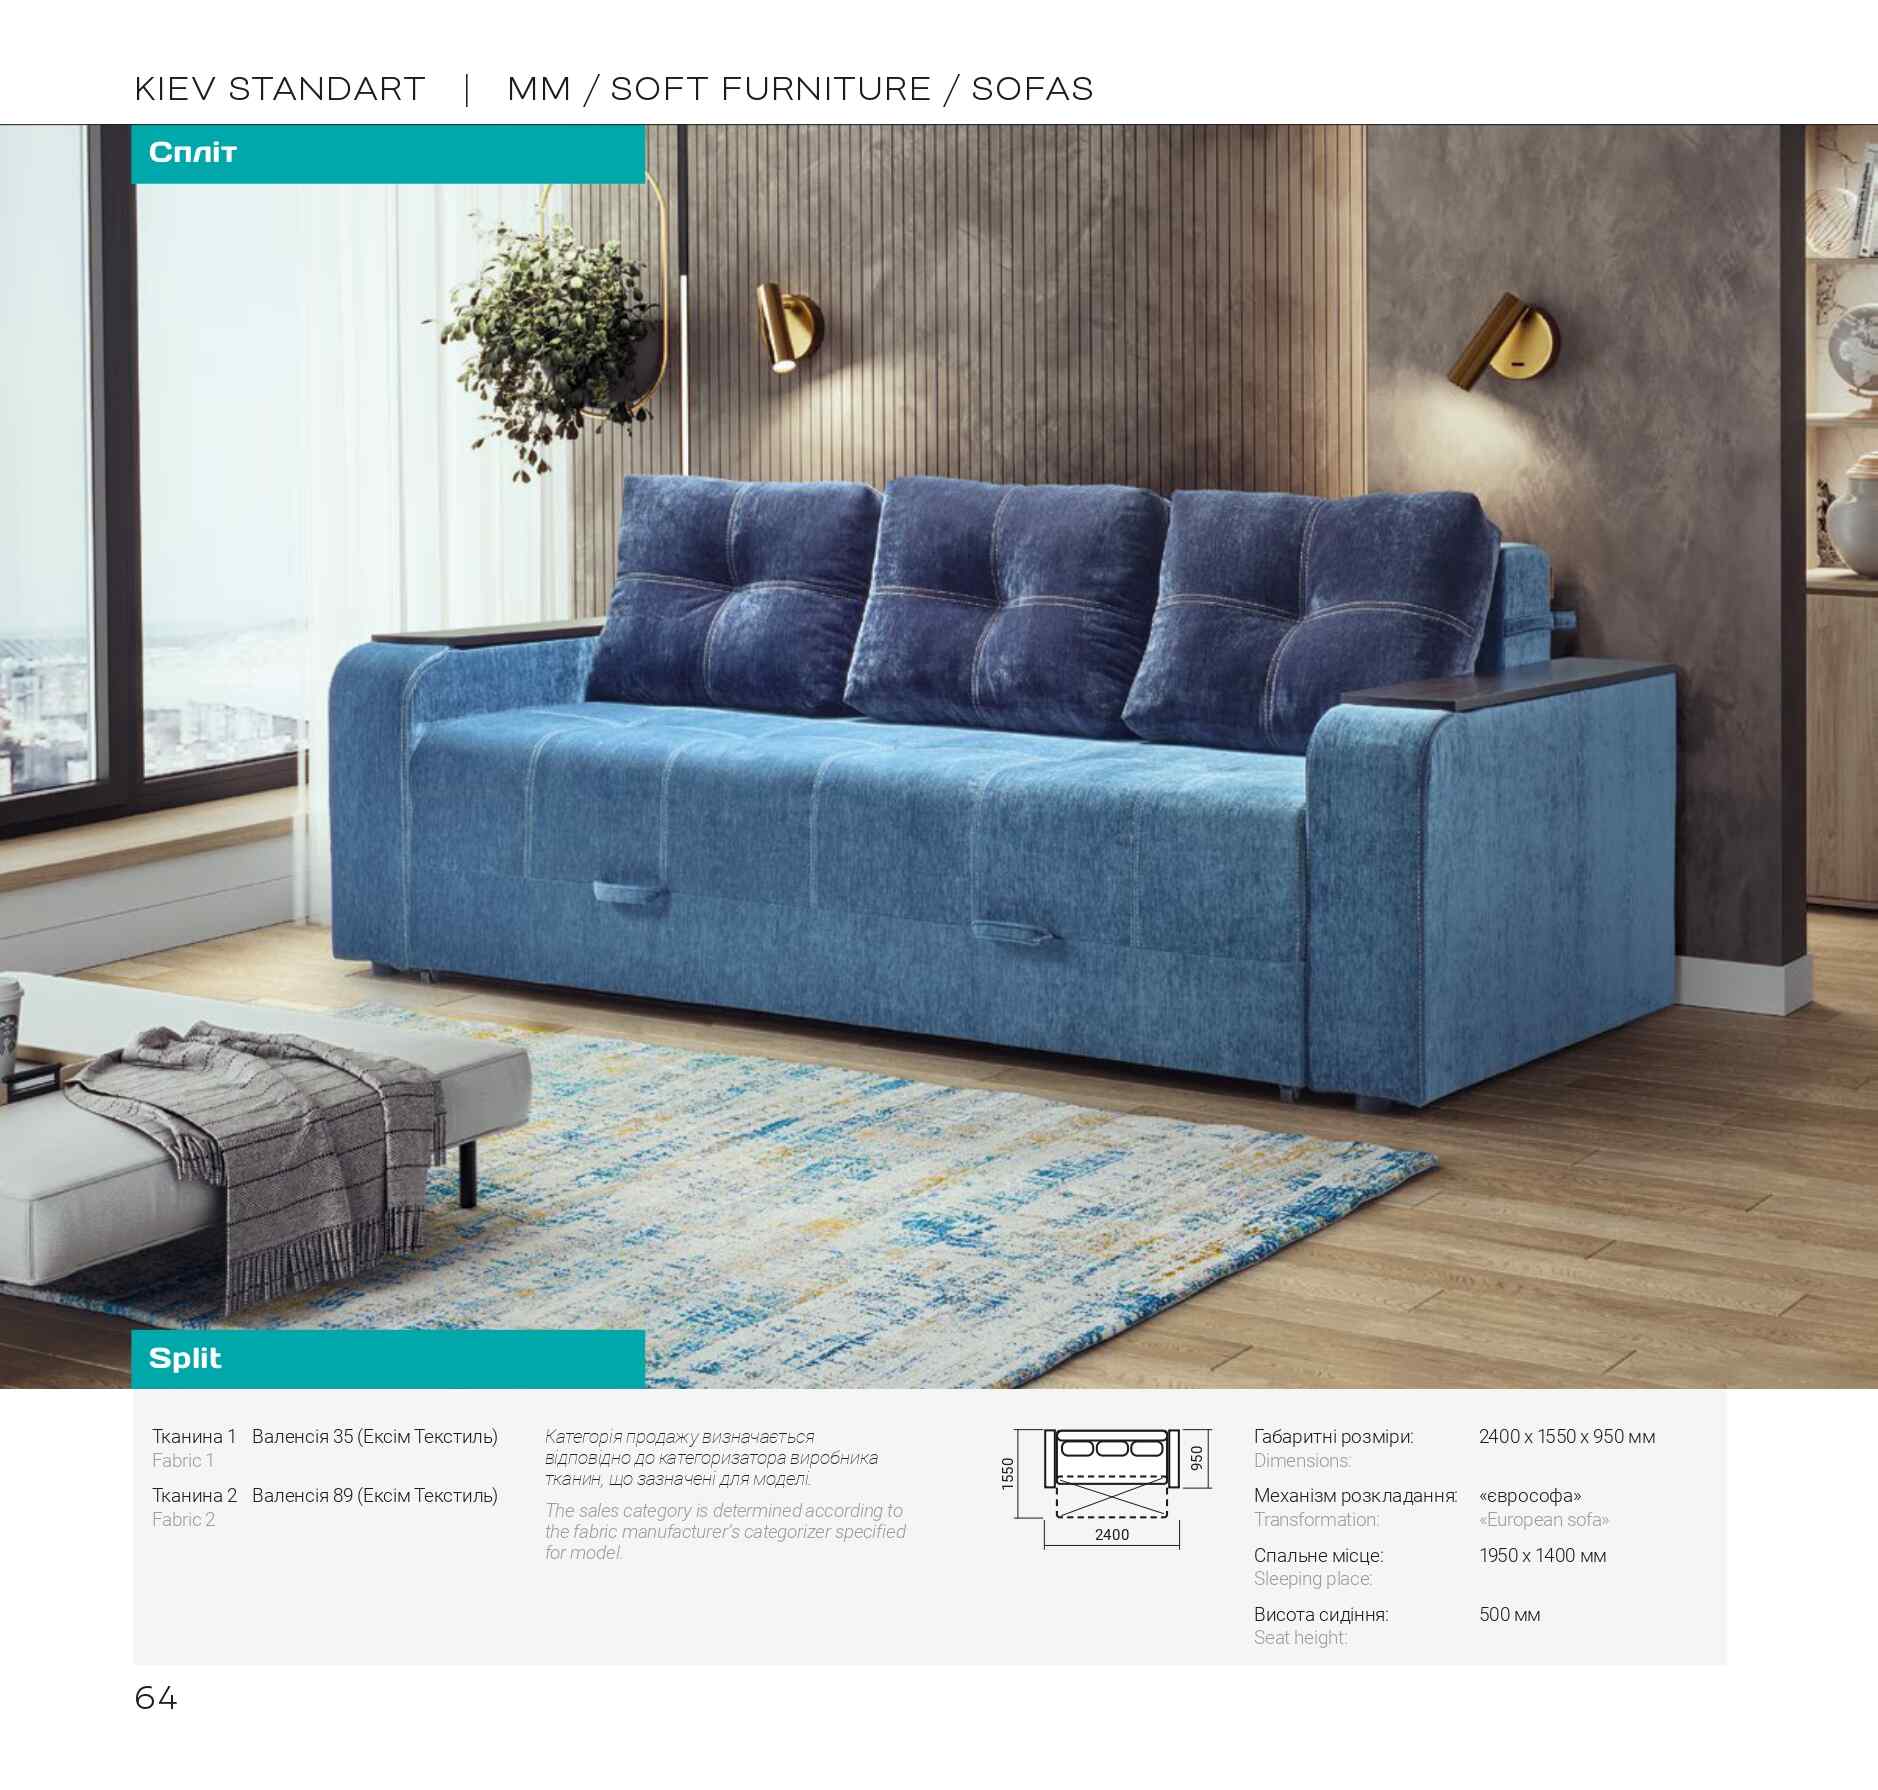 KIEV STANDART | MM / SOFT FURNITURE / SOFAS
Спліт
Split
Тканина 1 Валенсія 35 (Ексім Текстиль)
Fabric 1
Тканина 2 Валенсія 89 (Ексім Текстиль)
Fabric 2
Категорія продажу визначається
відповідно до категоризатора виробника
тканин, що зазначені для моделі.
The sales category is determined according to
the fabric manufacturer's categorizer specified
for model.
1550
950
2400
Габаритні розміри: 2400 x 1550 x 950 мм
Dimensions:
Механізм розкладання: «єврософа»
Transformation: «European sofa»
Спальне місце: 1950 x 1400 мм
Sleeping place:
Висота сидіння: 500 мм
Seat height:
64